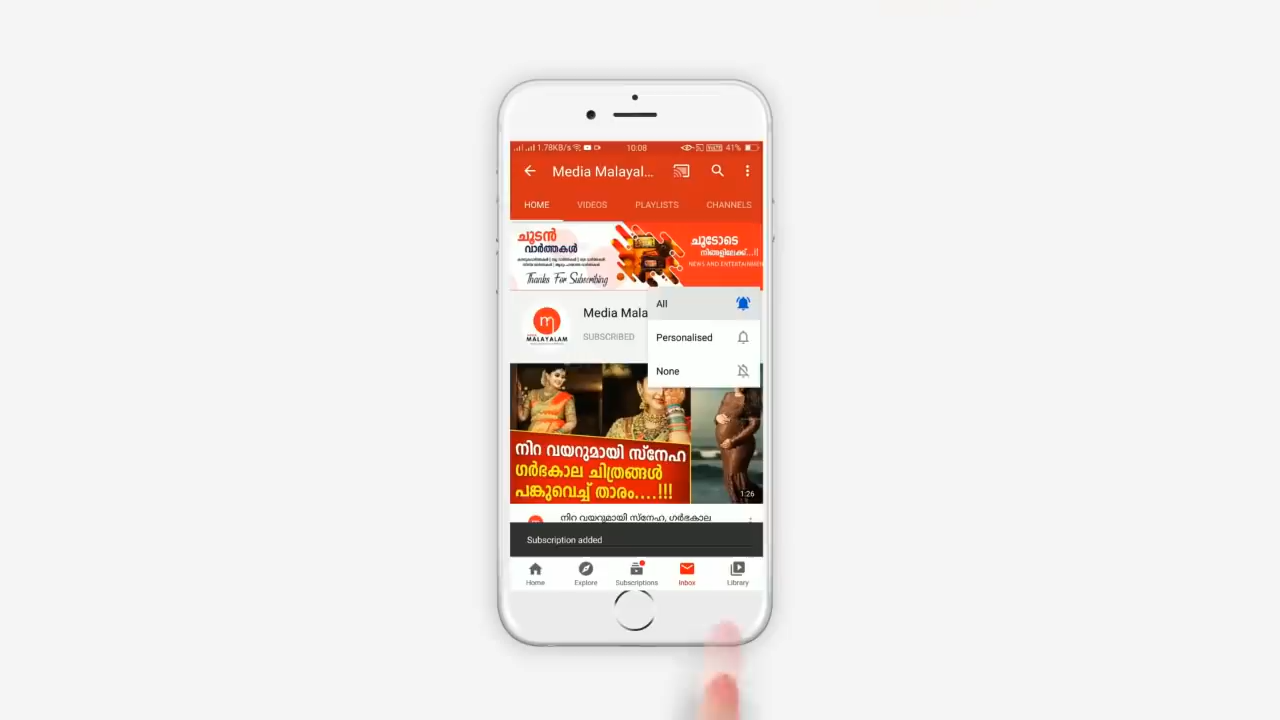 1.78KB/s
10:08
41%
Media Malayal...
HOME VIDEOS PLAYLISTS CHANNELS
ചൂടൻ
വാർത്തകൾ
Thanks For Subscribing
ചൂടോടെ
നിങ്ങളിലേക്ക്...!!
NEWS AND ENTERTAINMEN
Media Mala
SUBSCRIBED
MALAYALAM
All
Personalised
None
നിറ വയറുമായി സ്നേഹ
ഗർഭകാല ചിത്രങ്ങൾ
പങ്കുവെച്ച് താരം....!!!
1:26
നിറ വയറുമായി സ്നേഹ, ഗർഭകാല
Subscription added
Home Explore Subscriptions Inbox Library